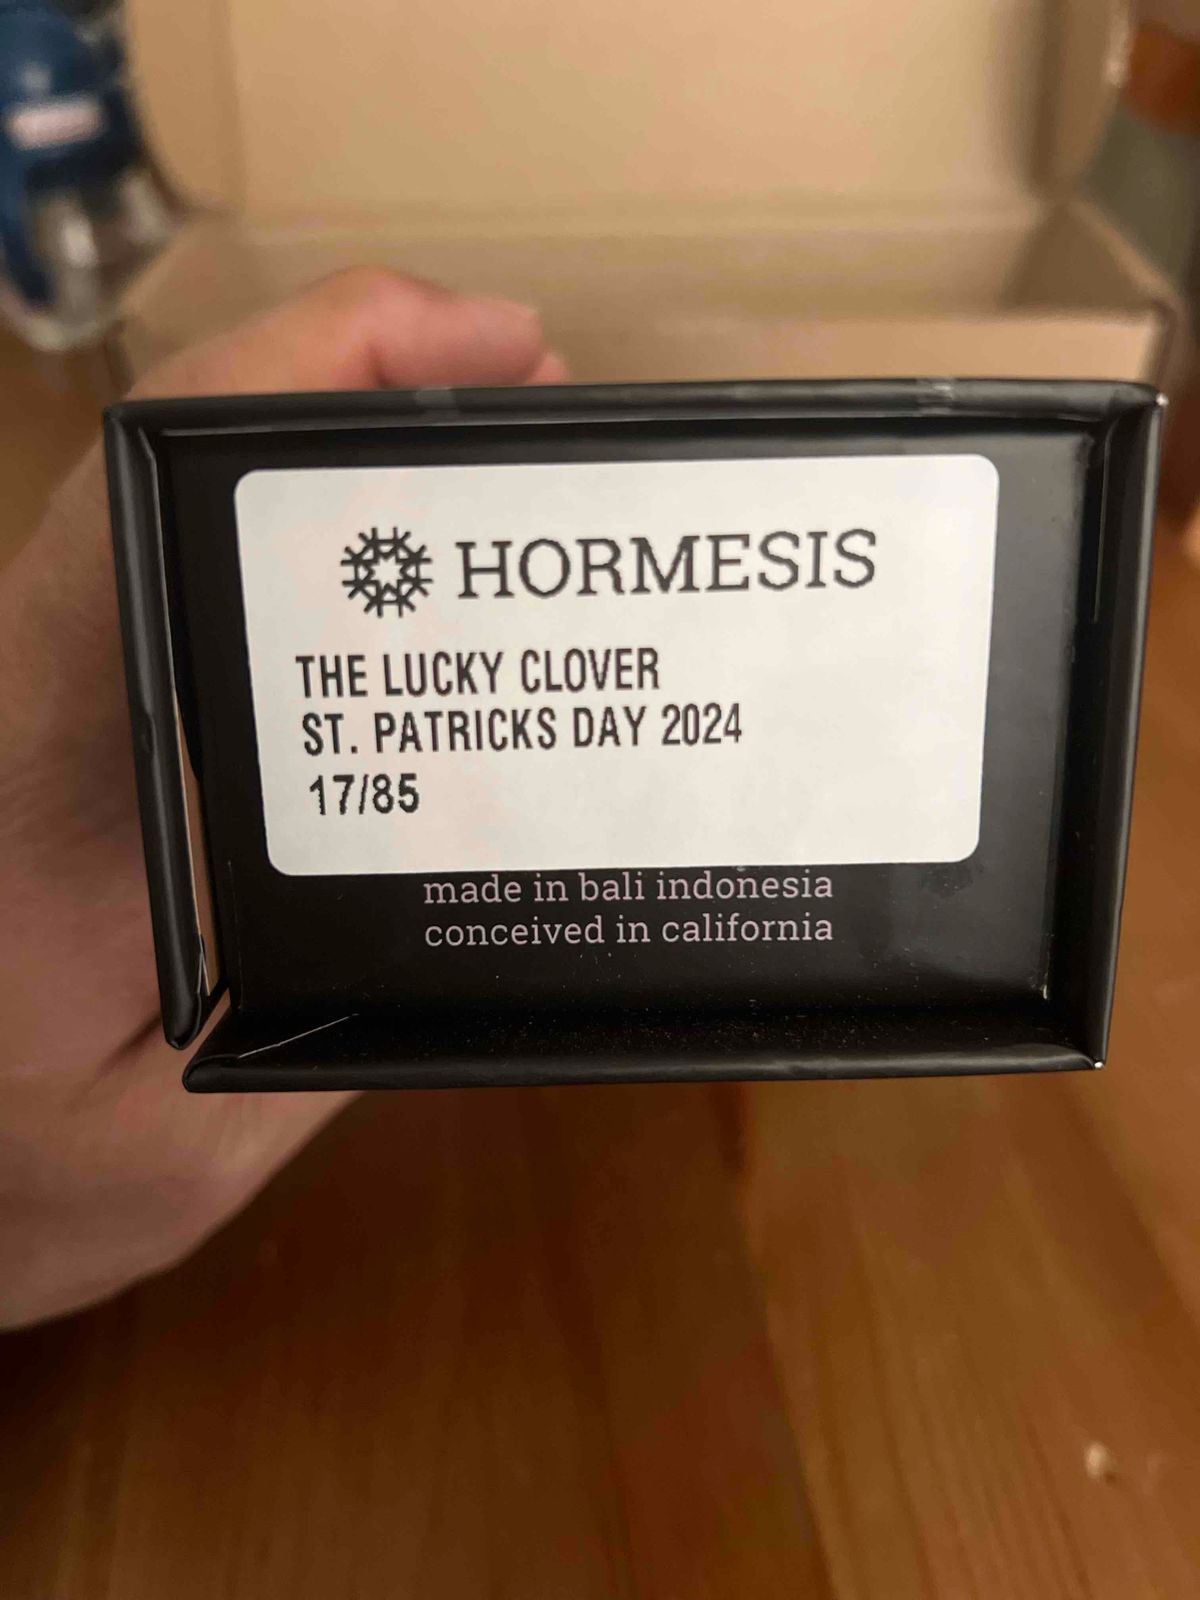 HORMESIS
THE LUCKY CLOVER
ST. PATRICKS DAY 2024
17/85
made in bali indonesia
conceived in california